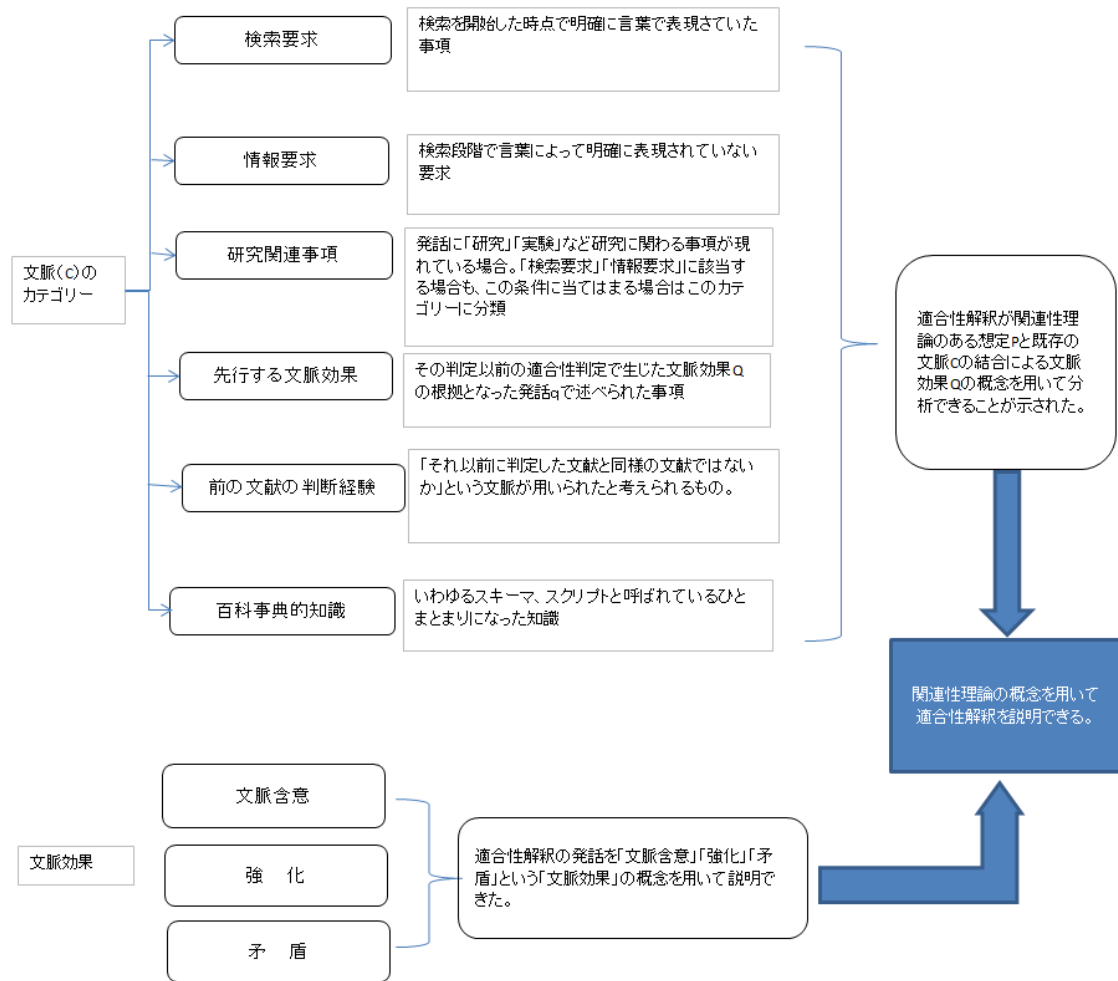 検索要求
検索を開始した時点で明確に言葉で表現さていた
事項
情報要求
検索段階で言葉によって明確に表現されていない
要求
文脈(C)の
カテゴリー
研究関連事項
発話に「研究」「実験」など研究に関わる事項が現
れている場合。「検索要求」「情報要求」に該当す
る場合も、この条件に当てはまる場合はこのカテゴ
リーに分類
先行する文脈効果
その判定以前の適合性判定で生じた文脈効果Q
の根拠となった発話qで述べられた事項
前の文献の判断経験
「それ以前に判定した文献と同様の文献ではない
か」という文脈が用いられたと考えられるもの。
百科事典的知識
いわゆるスキーマ、スクリプトと呼ばれているひと
まとまりになった知識
適合性解釈が関連性理
論のある想定Pと既存の
文脈Cの結合による文脈
効果Qの概念を用いて分
析できることが示された。
関連性理論の概念を用いて
適合性解釈を説明できる。
文脈効果
文脈含意
強 化
矛 盾
適合性解釈の発話を「文脈含意」「強化」「矛
盾」という「文脈効果」の概念を用いて説明で
きた。